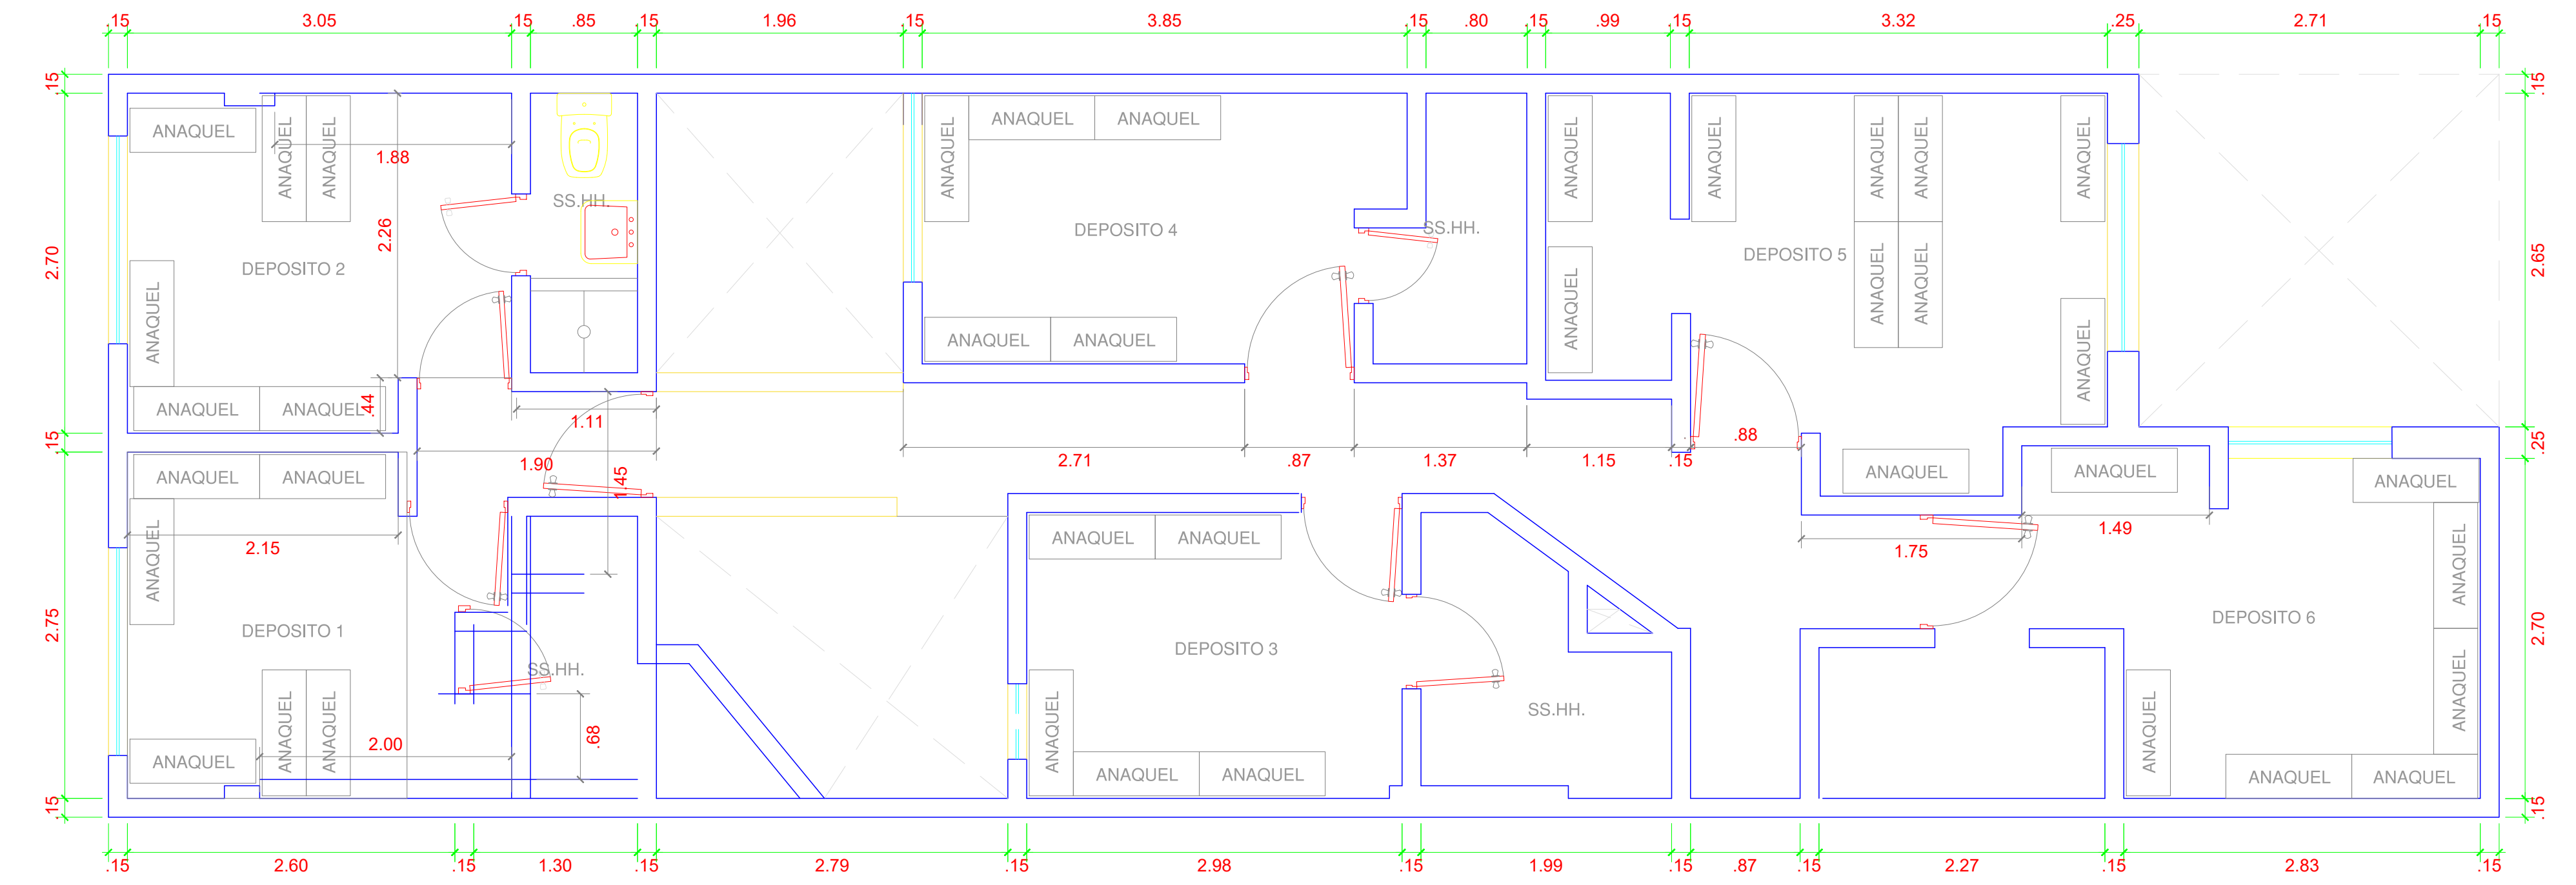 .15 3.05 .15 .85 .15 1.96 .15 3.85 .15 .80 .15 .99 .15 3.32 .25 2.71 .15
.15
.15
ANAQUEL
ANAQUEL
ANAQUEL
1.88
2.26
2.70
DEPOSITO 2
ANAQUEL
ANAQUEL ANAQUEL
.44
SS.HH.
1.11
1.90
1.45
ANAQUEL
ANAQUEL ANAQUEL
DEPOSITO 4
ANAQUEL ANAQUEL
SS.HH.
2.71 .87 1.37 1.15 .15 .88
ANAQUEL
ANAQUEL
ANAQUEL
ANAQUEL
ANAQUEL
ANAQUEL
DEPOSITO 5
ANAQUEL
ANAQUEL
ANAQUEL
ANAQUEL
2.65
.25
ANAQUEL
ANAQUEL
ANAQUEL
1.75
1.49
.15
ANAQUEL ANAQUEL
ANAQUEL
2.15
2.75
DEPOSITO 1
ANAQUEL
ANAQUEL
ANAQUEL
2.00
SS.HH.
.68
ANAQUEL ANAQUEL
DEPOSITO 3
ANAQUEL
ANAQUEL ANAQUEL
SS.HH.
ANAQUEL
ANAQUEL
DEPOSITO 6
2.70
ANAQUEL
ANAQUEL ANAQUEL
.15
.15
.15 2.60 .15 1.30 .15 2.79 .15 2.98 .15 1.99 .15 .87 .15 2.27 .15 2.83 .15